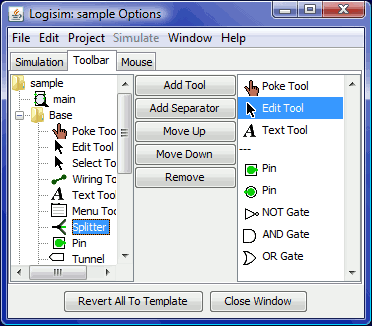 Logisim: sample Options
File Edit Project Simulate Window Help
Simulation Toolbar Mouse
sample
main
Base
Poke Too
Edit Tool
Select To
Wiring To
Text Tool
Menu Too
Splitter
Pin
Tunnel
Add Tool
Add Separator
Move Up
Move Down
Remove
Poke Tool
Edit Tool
Text Tool
---
Pin
Pin
NOT Gate
AND Gate
OR Gate
Revert All To Template
Close Window